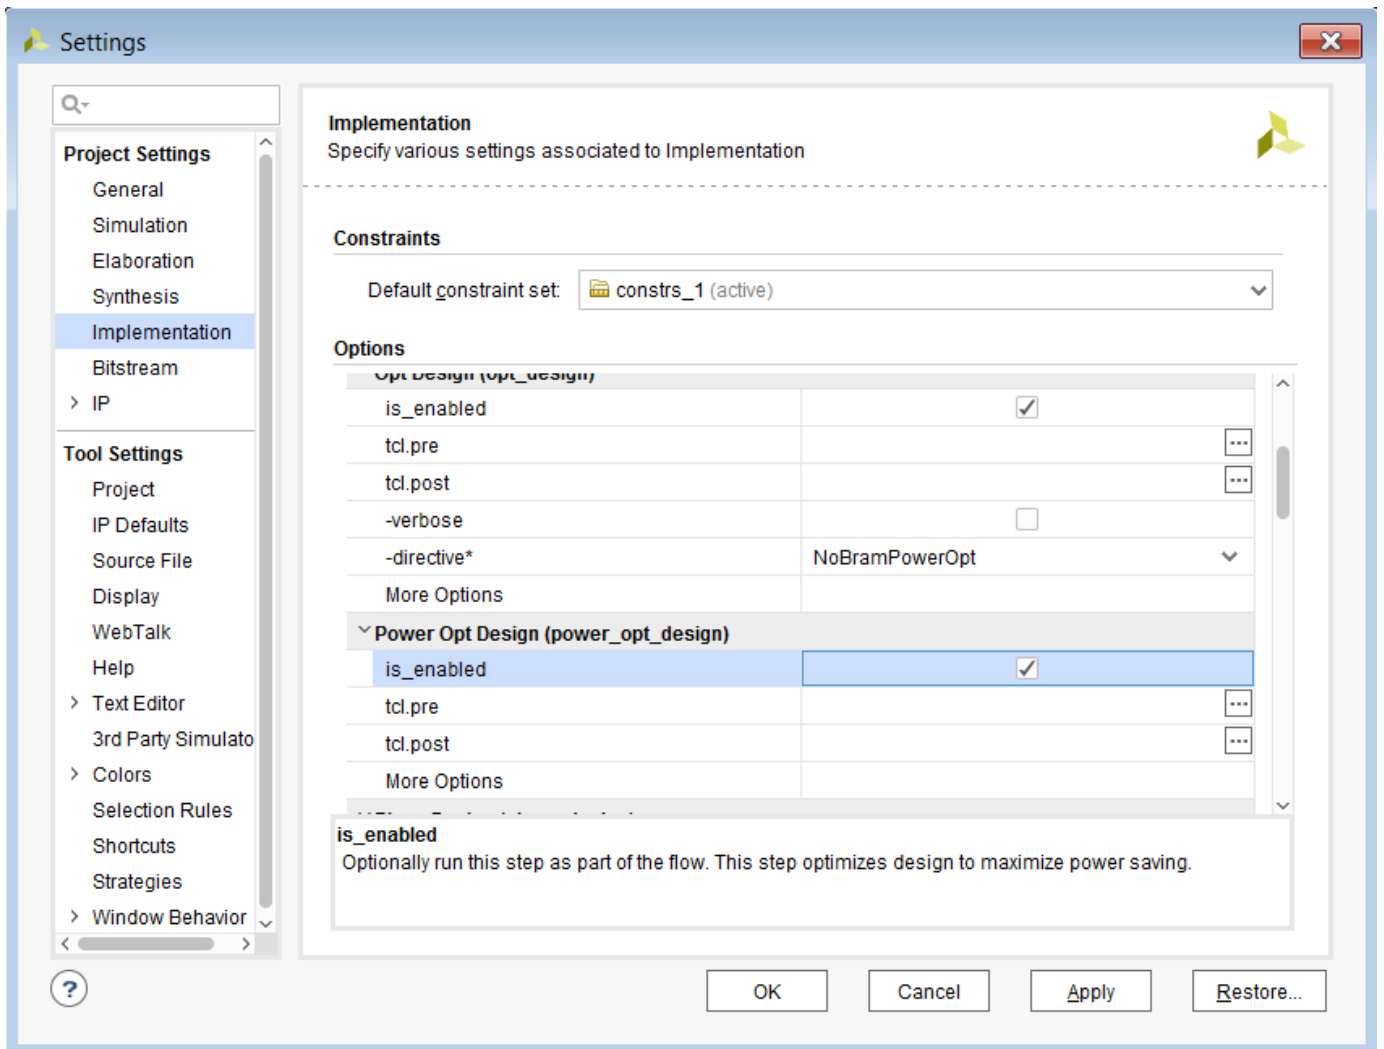 Settings
Project Settings
General
Simulation
Elaboration
Synthesis
Implementation
Bitstream
IP
Tool Settings
Project
IP Defaults
Source File
Display
WebTalk
Help
Text Editor
3rd Party Simulato
Colors
Selection Rules
Shortcuts
Strategies
Window Behavior
Implementation
Specify various settings associated to Implementation
Constraints
Default constraint set: constrs_1 (active)
Options
Opt Design (opt_design)
is_enabled
tcl.pre ...
tcl.post ...
-verbose
-directive* NoBramPowerOpt
More Options
Power Opt Design (power_opt_design)
is_enabled
tcl.pre ...
tcl.post ...
More Options
is_enabled
Optionally run this step as part of the flow. This step optimizes design to maximize power saving.
? OK Cancel Apply Restore...